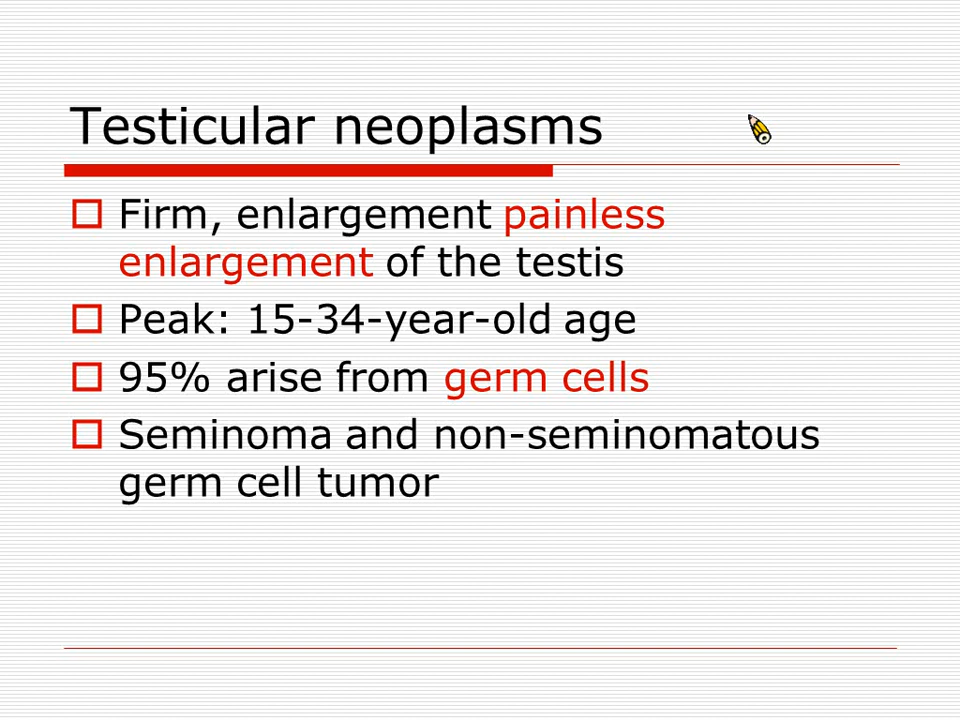 Testicular neoplasms
Firm, enlargement painless
enlargement of the testis
Peak: 15-34-year-old age
95% arise from germ cells
Seminoma and non-seminomatous
germ cell tumor